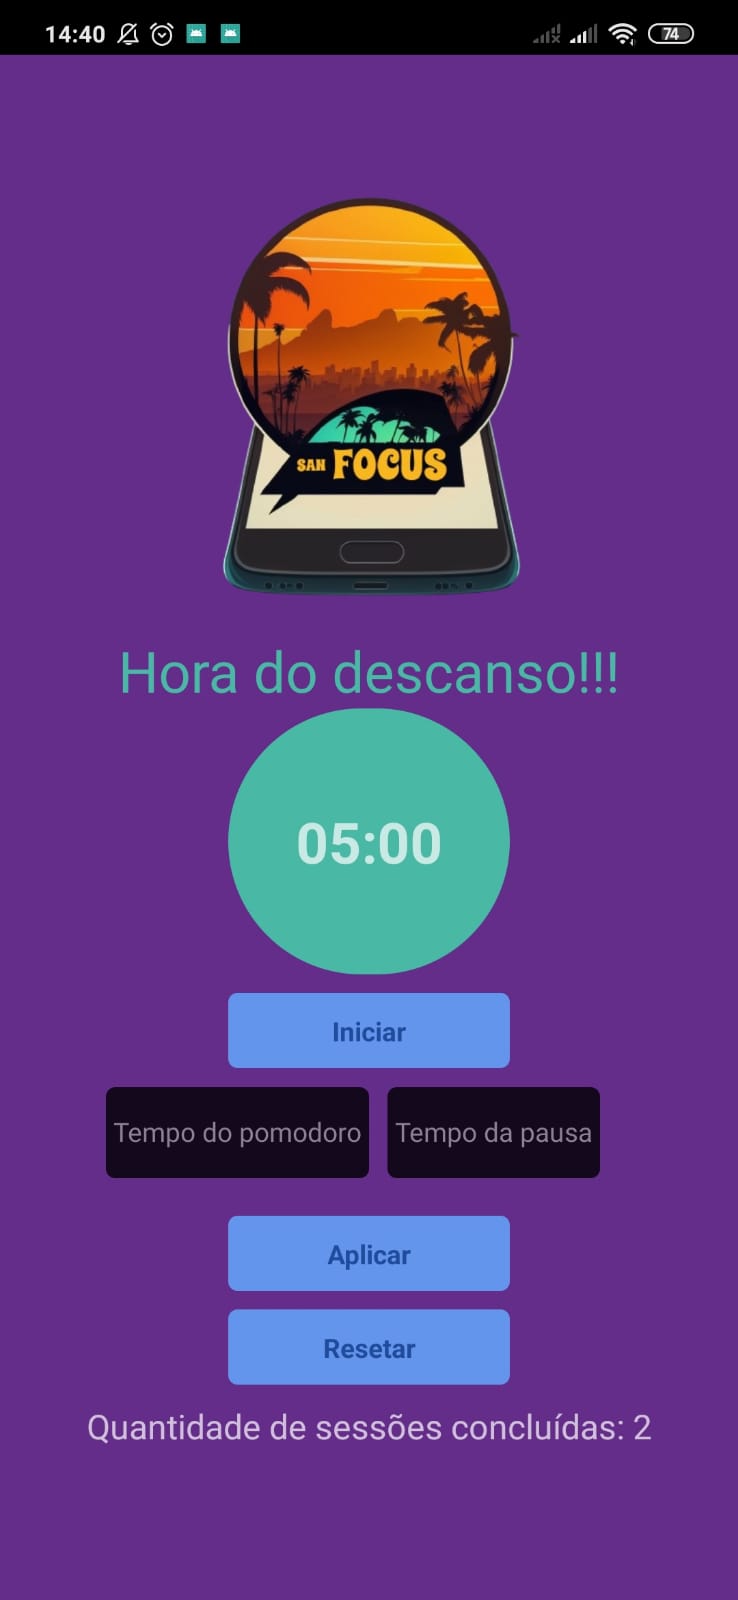 14:40
74
SAN FOCUS
Hora do descanso!!!
05:00
Iniciar
Tempo do pomodoro Tempo da pausa
Aplicar
Resetar
Quantidade de sessões concluídas: 2